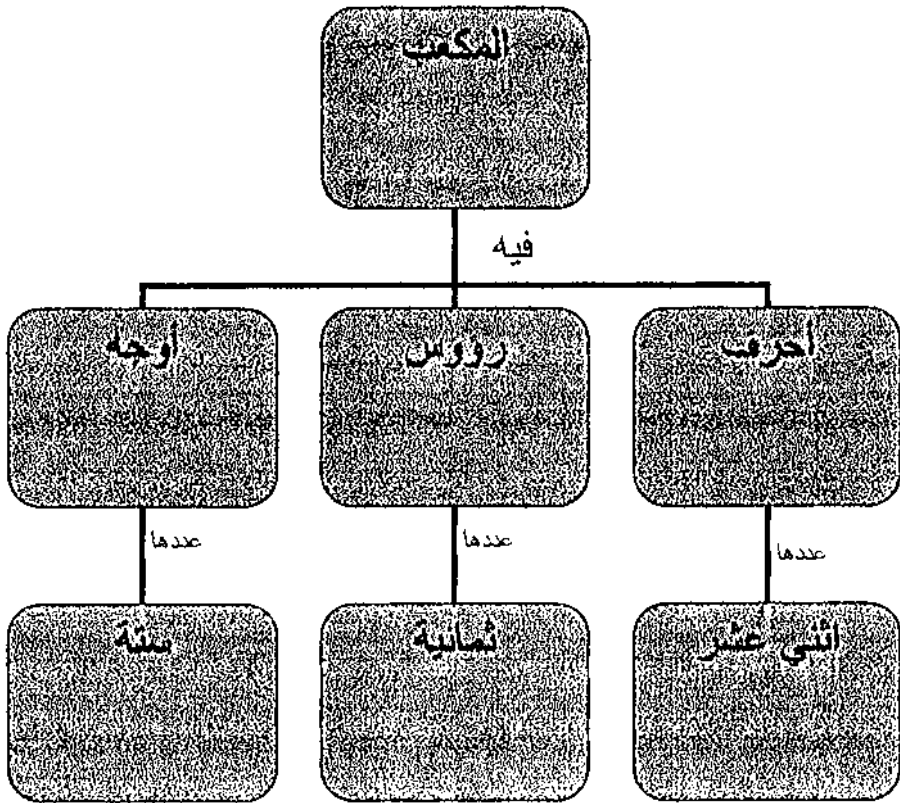 المكعب
فيه
أحرف
رؤوس
أوجه
عددها
عددها
عددها
اثني عشر
ثمانية
ستة